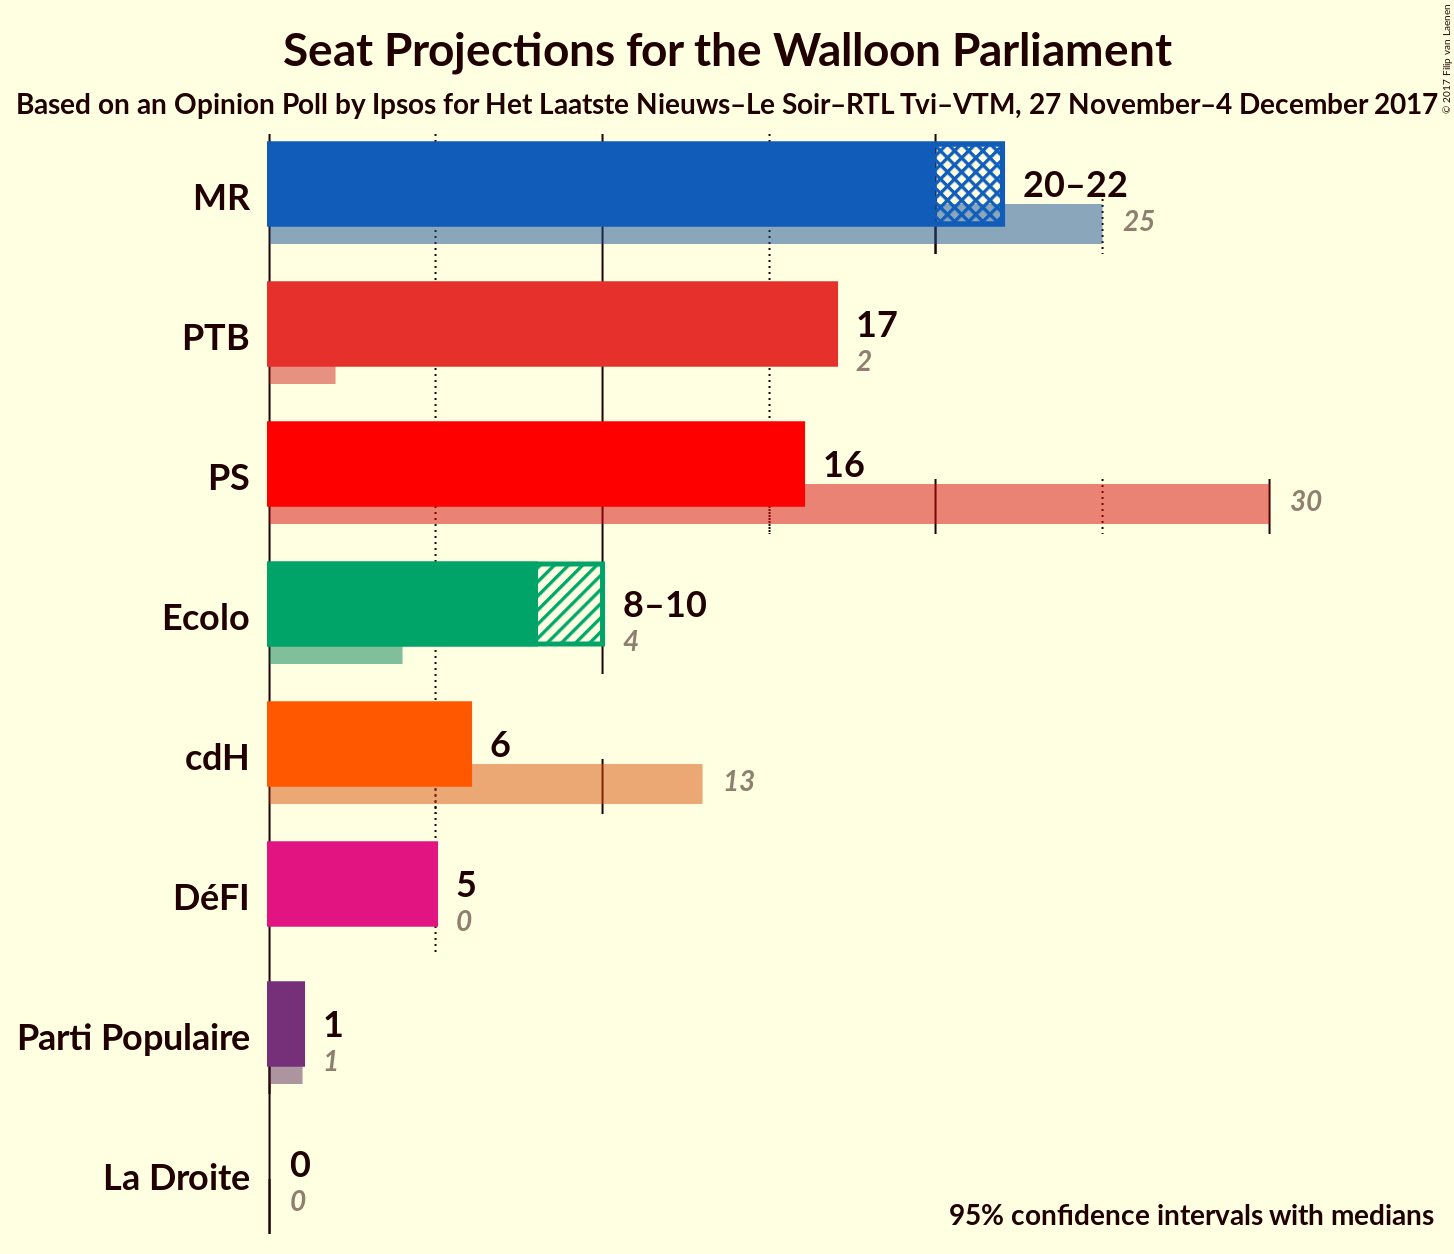 Seat Projections for the Walloon Parliament
Based on an Opinion Poll by Ipsos for Het Laatste Nieuws–Le Soir–RTL Tvi–VTM, 27 November–4 December 2017
© 2017 Filip van Laenen
MR
20–22
25
PTB
17
2
PS
16
30
Ecolo
8–10
4
cdH
6
13
DéFI
5
0
Parti Populaire
1
1
La Droite
0
0
95% confidence intervals with medians